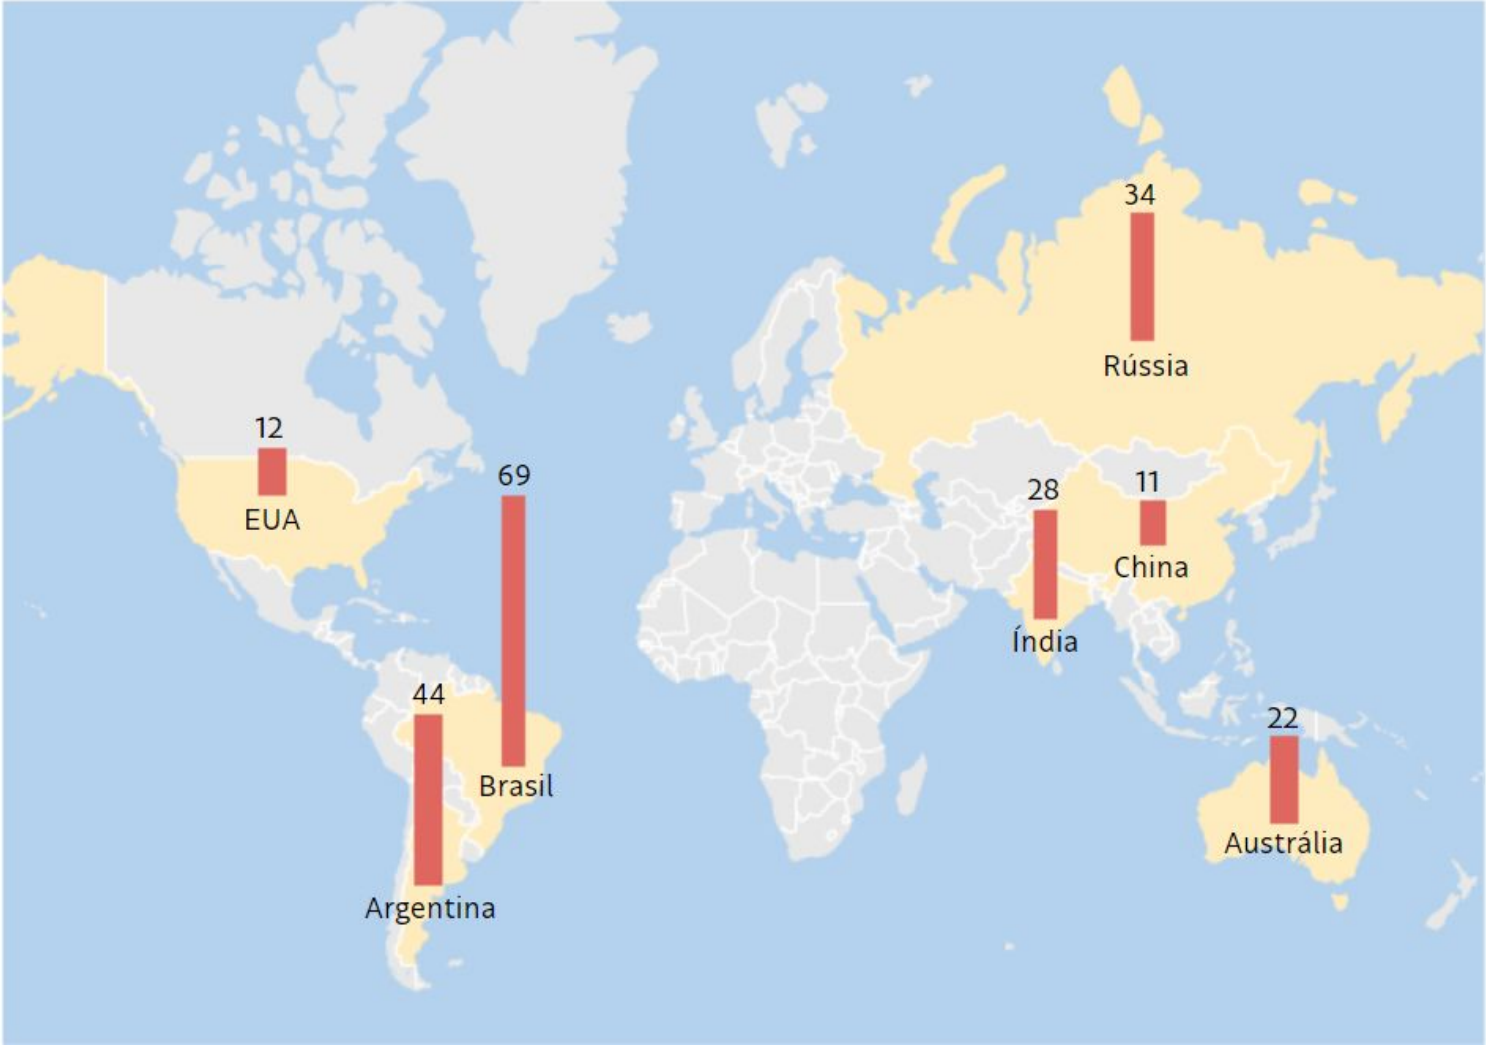 34
Rússia
12
EUA
69
28
11
China
Índia
44
22
Brasil
Austrália
Argentina